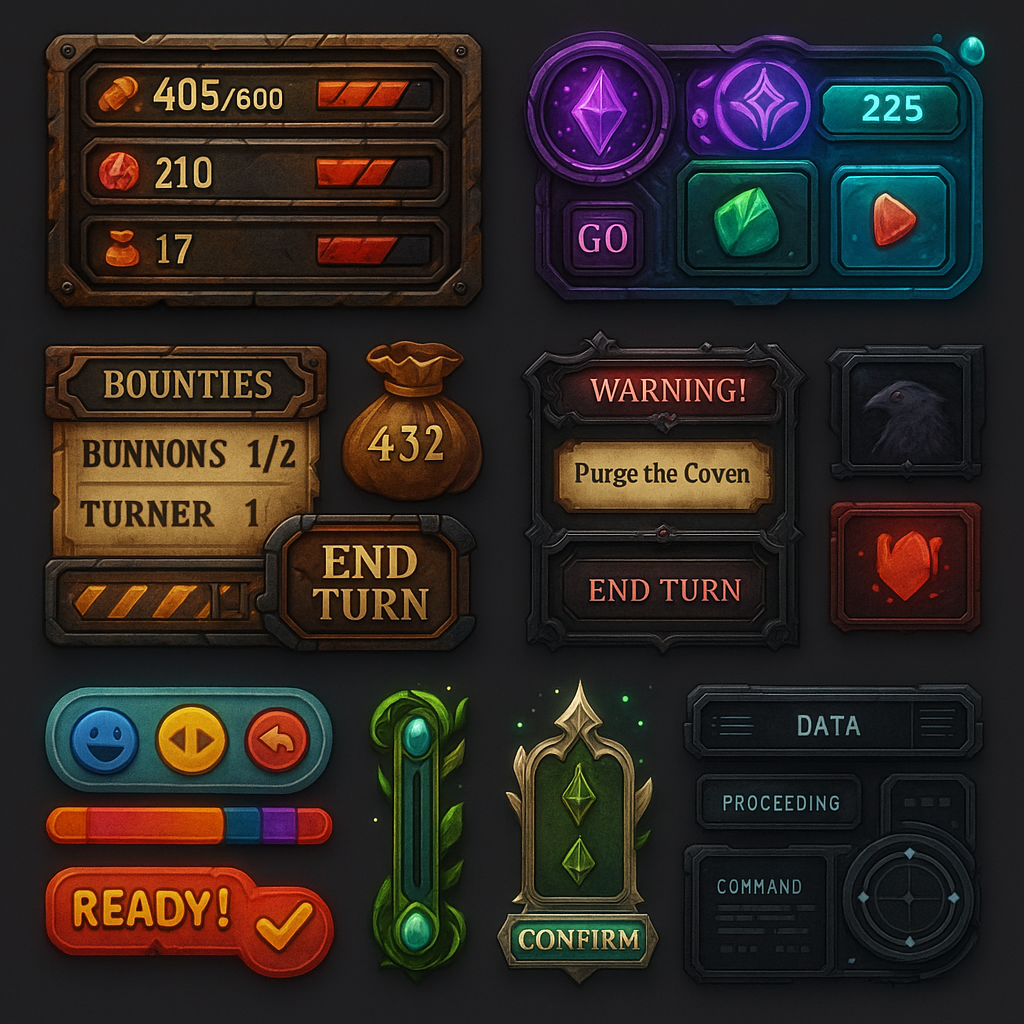 405/600
210
17
225
GO
BOUNTIES
BUNNONS 1/2
TURNER 1
432
END
TURN
WARNING!
Purge the Coven
END TURN
READY!
CONFIRM
DATA
PROCEEDING
COMMAND